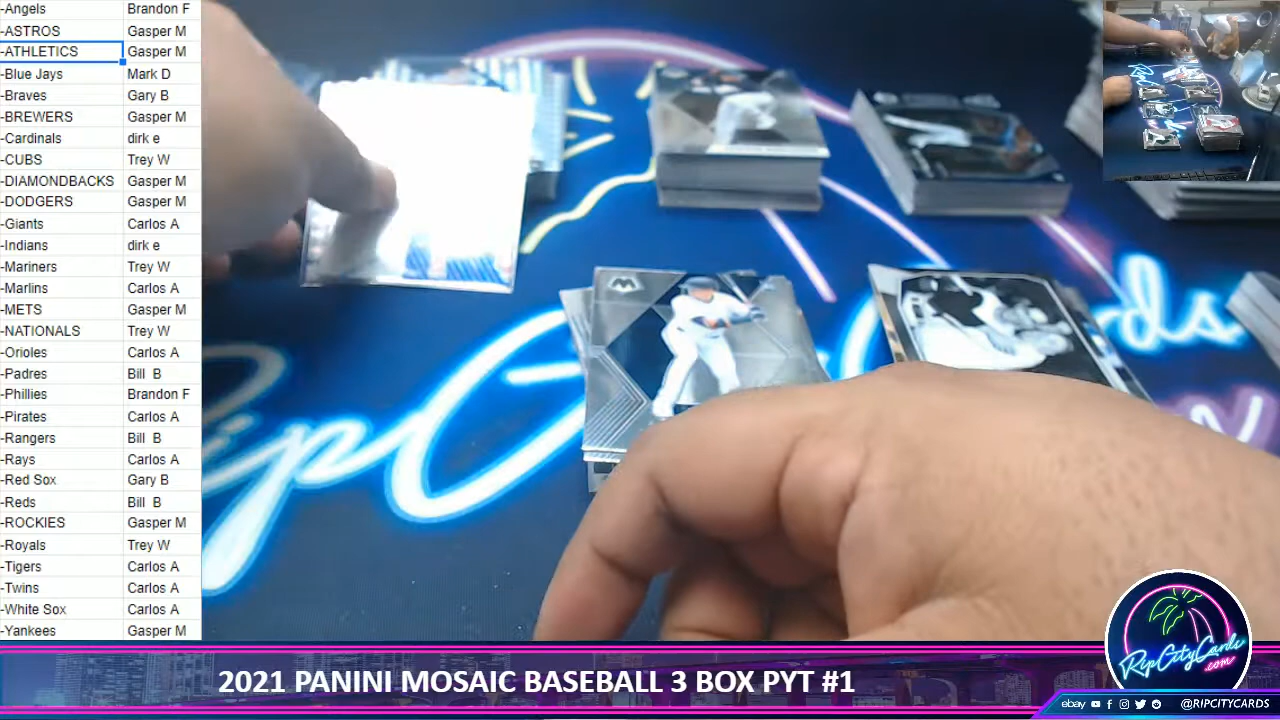 -Angels Brandon F
-ASTROS Gasper M
-ATHLETICS Gasper M
-Blue Jays Mark D
-Braves Gary B
-BREWERS Gasper M
-Cardinals dirk e
-CUBS Trey W
-DIAMONDBACKS Gasper M
-DODGERS Gasper M
-Giants Carlos A
-Indians dirk e
-Mariners Trey W
-Marlins Carlos A
-METS Gasper M
-NATIONALS Trey W
-Orioles Carlos A
-Padres Bill B
-Phillies Brandon F
-Pirates Carlos A
-Rangers Bill B
-Rays Carlos A
-Red Sox Gary B
-Reds Bill B
-ROCKIES Gasper M
-Royals Trey W
-Tigers Carlos A
-Twins Carlos A
-White Sox Carlos A
-Yankees Gasper M
2021 PANINI MOSAIC BASEBALL 3 BOX PYT #1
RipCityCards
.com
ebay @RIPCITYCARDS